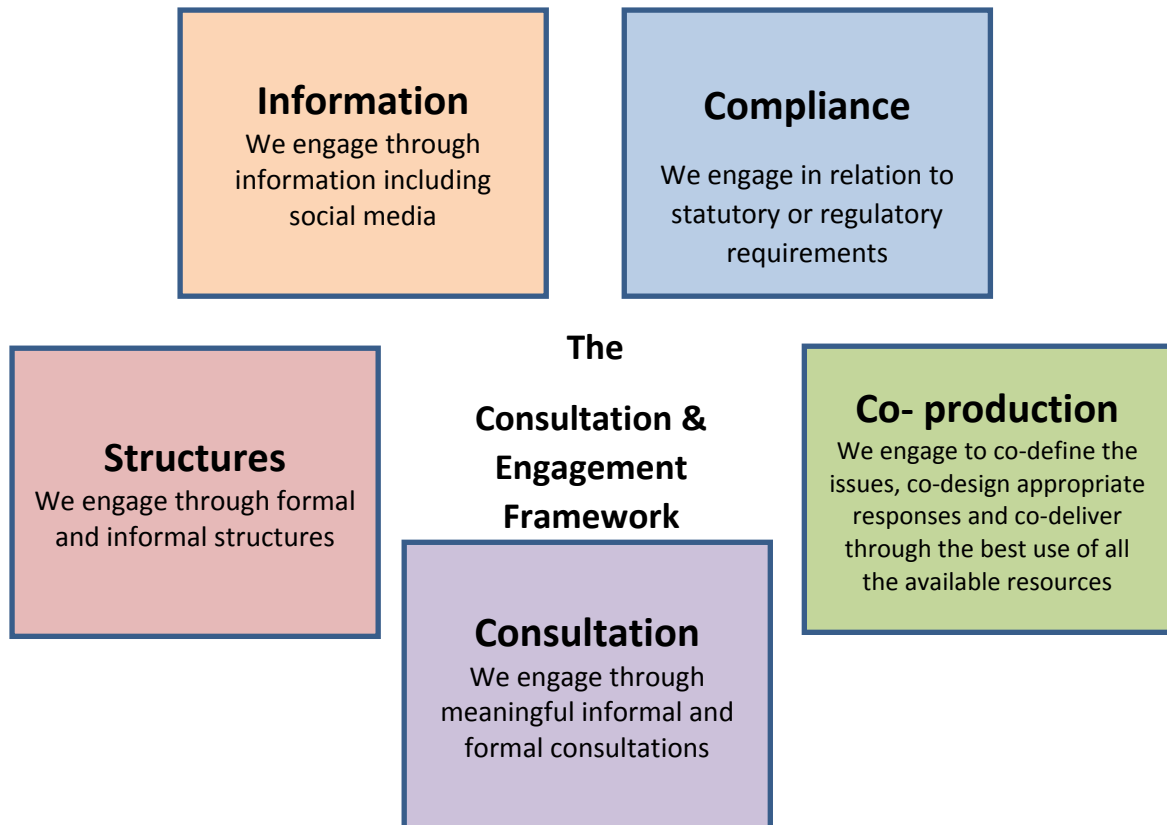 Information
We engage through
information including
social media
Compliance
We engage in relation to
statutory or regulatory
requirements
The
Consultation &
Engagement
Framework
Structures
We engage through formal
and informal structures
Co- production
We engage to co-define the
issues, co-design appropriate
responses and co-deliver
through the best use of all
the available resources
Consultation
We engage through
meaningful informal and
formal consultations